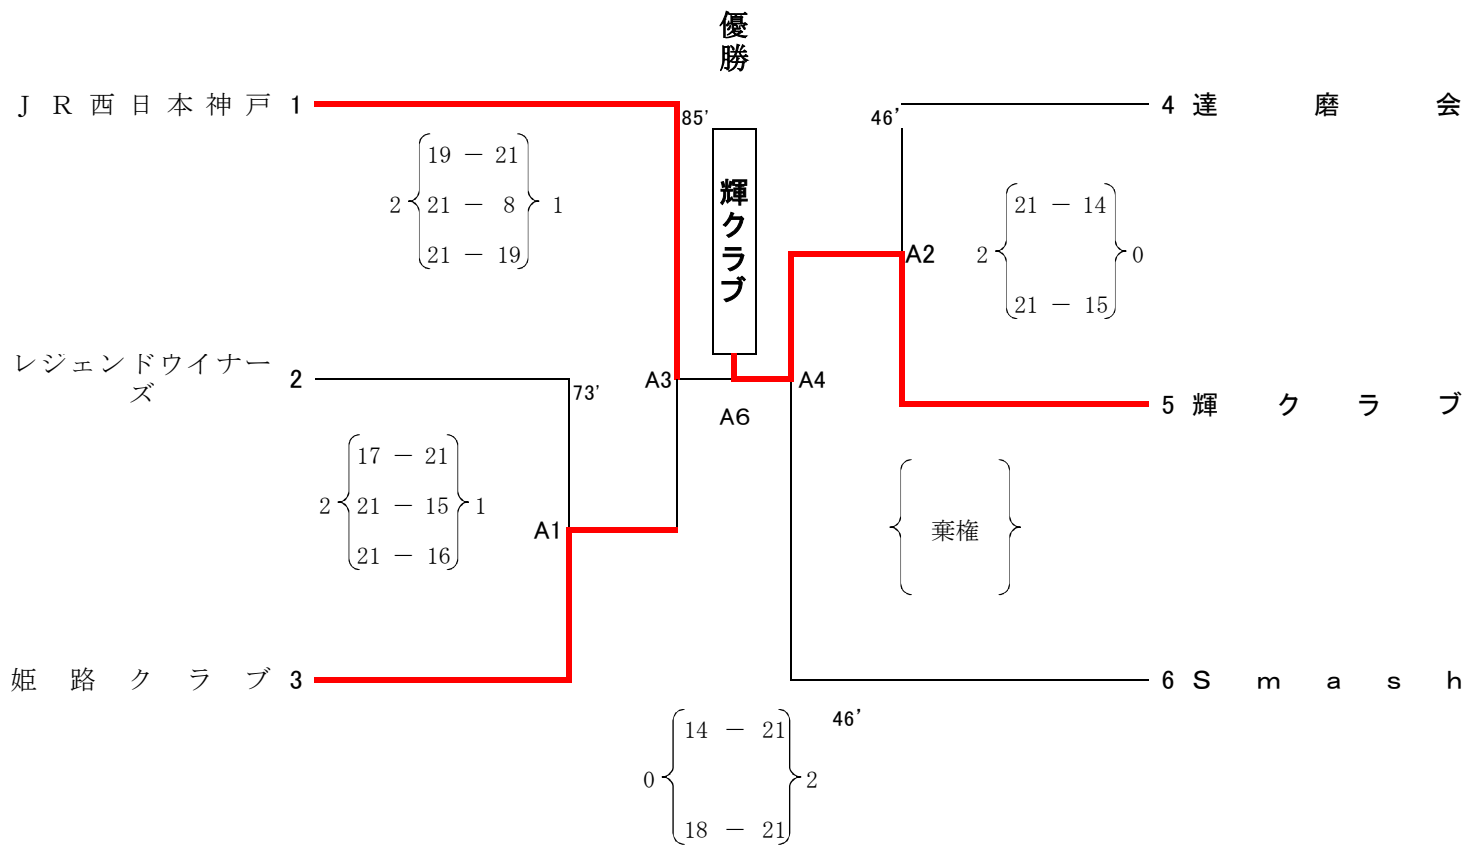 優勝
ＪＲ西日本神戸 1
85'
46'
4 達磨会
19 － 21
2 21 － 8 1
21 － 19
輝クラブ
21 － 14
2 0
21 － 15
A2
レジェンドウイナーズ 2
73'
A3
A4
A6
5 輝クラブ
17 － 21
2 21 － 15 1
21 － 16
A1
棄権
姫路クラブ 3
6 Ｓｍａｓｈ
46'
14 － 21
0 2
18 － 21